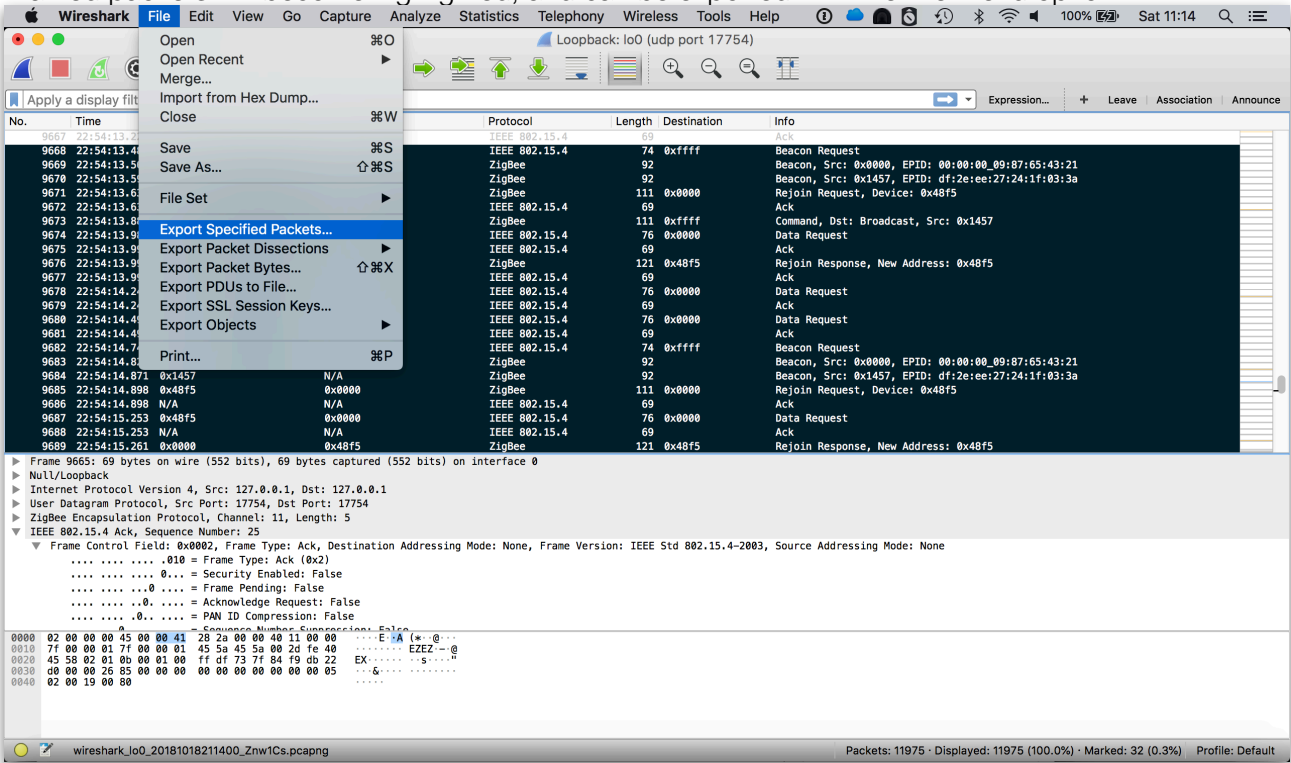 Wireshark File Edit View Go Capture Analyze Statistics Telephony Wireless Tools Help 100% Sat 11:14
Loopback: lo0 (udp port 17754)
Open ⌘O
Open Recent
Merge...
Import from Hex Dump...
Close ⌘W
Save ⌘S
Save As... ⇧⌘S
File Set
Export Specified Packets...
Export Packet Dissections
Export Packet Bytes... ⇧⌘X
Export PDUs to File...
Export SSL Session Keys...
Export Objects
Print... ⌘P
Apply a display filt Expression... + Leave Association Announce
No. Time Protocol Length Destination Info
9667 22:54:13.2 IEEE 802.15.4 69 Ack
9668 22:54:13.4 IEEE 802.15.4 74 0xffff Beacon Request
9669 22:54:13.5 ZigBee 92 Beacon, Src: 0x0000, EPID: 00:00:00_09:87:65:43:21
9670 22:54:13.5 ZigBee 92 Beacon, Src: 0x1457, EPID: df:2e:ee:27:24:1f:03:3a
9671 22:54:13.6 ZigBee 111 0x0000 Rejoin Request, Device: 0x48f5
9672 22:54:13.6 IEEE 802.15.4 69 Ack
9673 22:54:13.8 ZigBee 111 0xffff Command, Dst: Broadcast, Src: 0x1457
9674 22:54:13.9 IEEE 802.15.4 76 0x0000 Data Request
9675 22:54:13.9 IEEE 802.15.4 69 Ack
9676 22:54:13.9 ZigBee 121 0x48f5 Rejoin Response, New Address: 0x48f5
9677 22:54:13.9 IEEE 802.15.4 69 Ack
9678 22:54:14.2 IEEE 802.15.4 76 0x0000 Data Request
9679 22:54:14.2 IEEE 802.15.4 69 Ack
9680 22:54:14.4 IEEE 802.15.4 76 0x0000 Data Request
9681 22:54:14.4 IEEE 802.15.4 69 Ack
9682 22:54:14.7 IEEE 802.15.4 74 0xffff Beacon Request
9683 22:54:14.8 ZigBee 92 Beacon, Src: 0x0000, EPID: 00:00:00_09:87:65:43:21
9684 22:54:14.871 0x1457 N/A ZigBee 92 Beacon, Src: 0x1457, EPID: df:2e:ee:27:24:1f:03:3a
9685 22:54:14.898 0x48f5 0x0000 ZigBee 111 0x0000 Rejoin Request, Device: 0x48f5
9686 22:54:14.898 N/A N/A IEEE 802.15.4 69 Ack
9687 22:54:15.253 0x48f5 0x0000 IEEE 802.15.4 76 0x0000 Data Request
9688 22:54:15.253 N/A N/A IEEE 802.15.4 69 Ack
9689 22:54:15.261 0x0000 0x48f5 ZigBee 121 0x48f5 Rejoin Response, New Address: 0x48f5
Frame 9665: 69 bytes on wire (552 bits), 69 bytes captured (552 bits) on interface 0
Null/Loopback
Internet Protocol Version 4, Src: 127.0.0.1, Dst: 127.0.0.1
User Datagram Protocol, Src Port: 17754, Dst Port: 17754
ZigBee Encapsulation Protocol, Channel: 11, Length: 5
IEEE 802.15.4 Ack, Sequence Number: 25
Frame Control Field: 0x0002, Frame Type: Ack, Destination Addressing Mode: None, Frame Version: IEEE Std 802.15.4-2003, Source Addressing Mode: None
.... .... .... .010 = Frame Type: Ack (0x2)
.... .... .... 0... = Security Enabled: False
.... .... ...0 .... = Frame Pending: False
.... .... ..0. .... = Acknowledge Request: False
.... .... .0.. .... = PAN ID Compression: False
0000 02 00 00 00 45 00 00 41 28 2a 00 00 40 11 00 00 ····E··A (*··@···
0010 7f 00 00 01 7f 00 00 01 45 5a 45 5a 00 2d fe 40 ········ EZEZ·-·@
0020 45 58 02 01 0b 00 01 00 ff df 73 7f 84 f9 db 22 EX······ ··s····"
0030 d0 00 00 26 85 00 00 00 00 00 00 00 00 00 00 05 ···&···· ········
0040 02 00 19 00 80 ·····
wireshark_lo0_20181018211400_Znw1Cs.pcapng Packets: 11975 · Displayed: 11975 (100.0%) · Marked: 32 (0.3%) Profile: Default